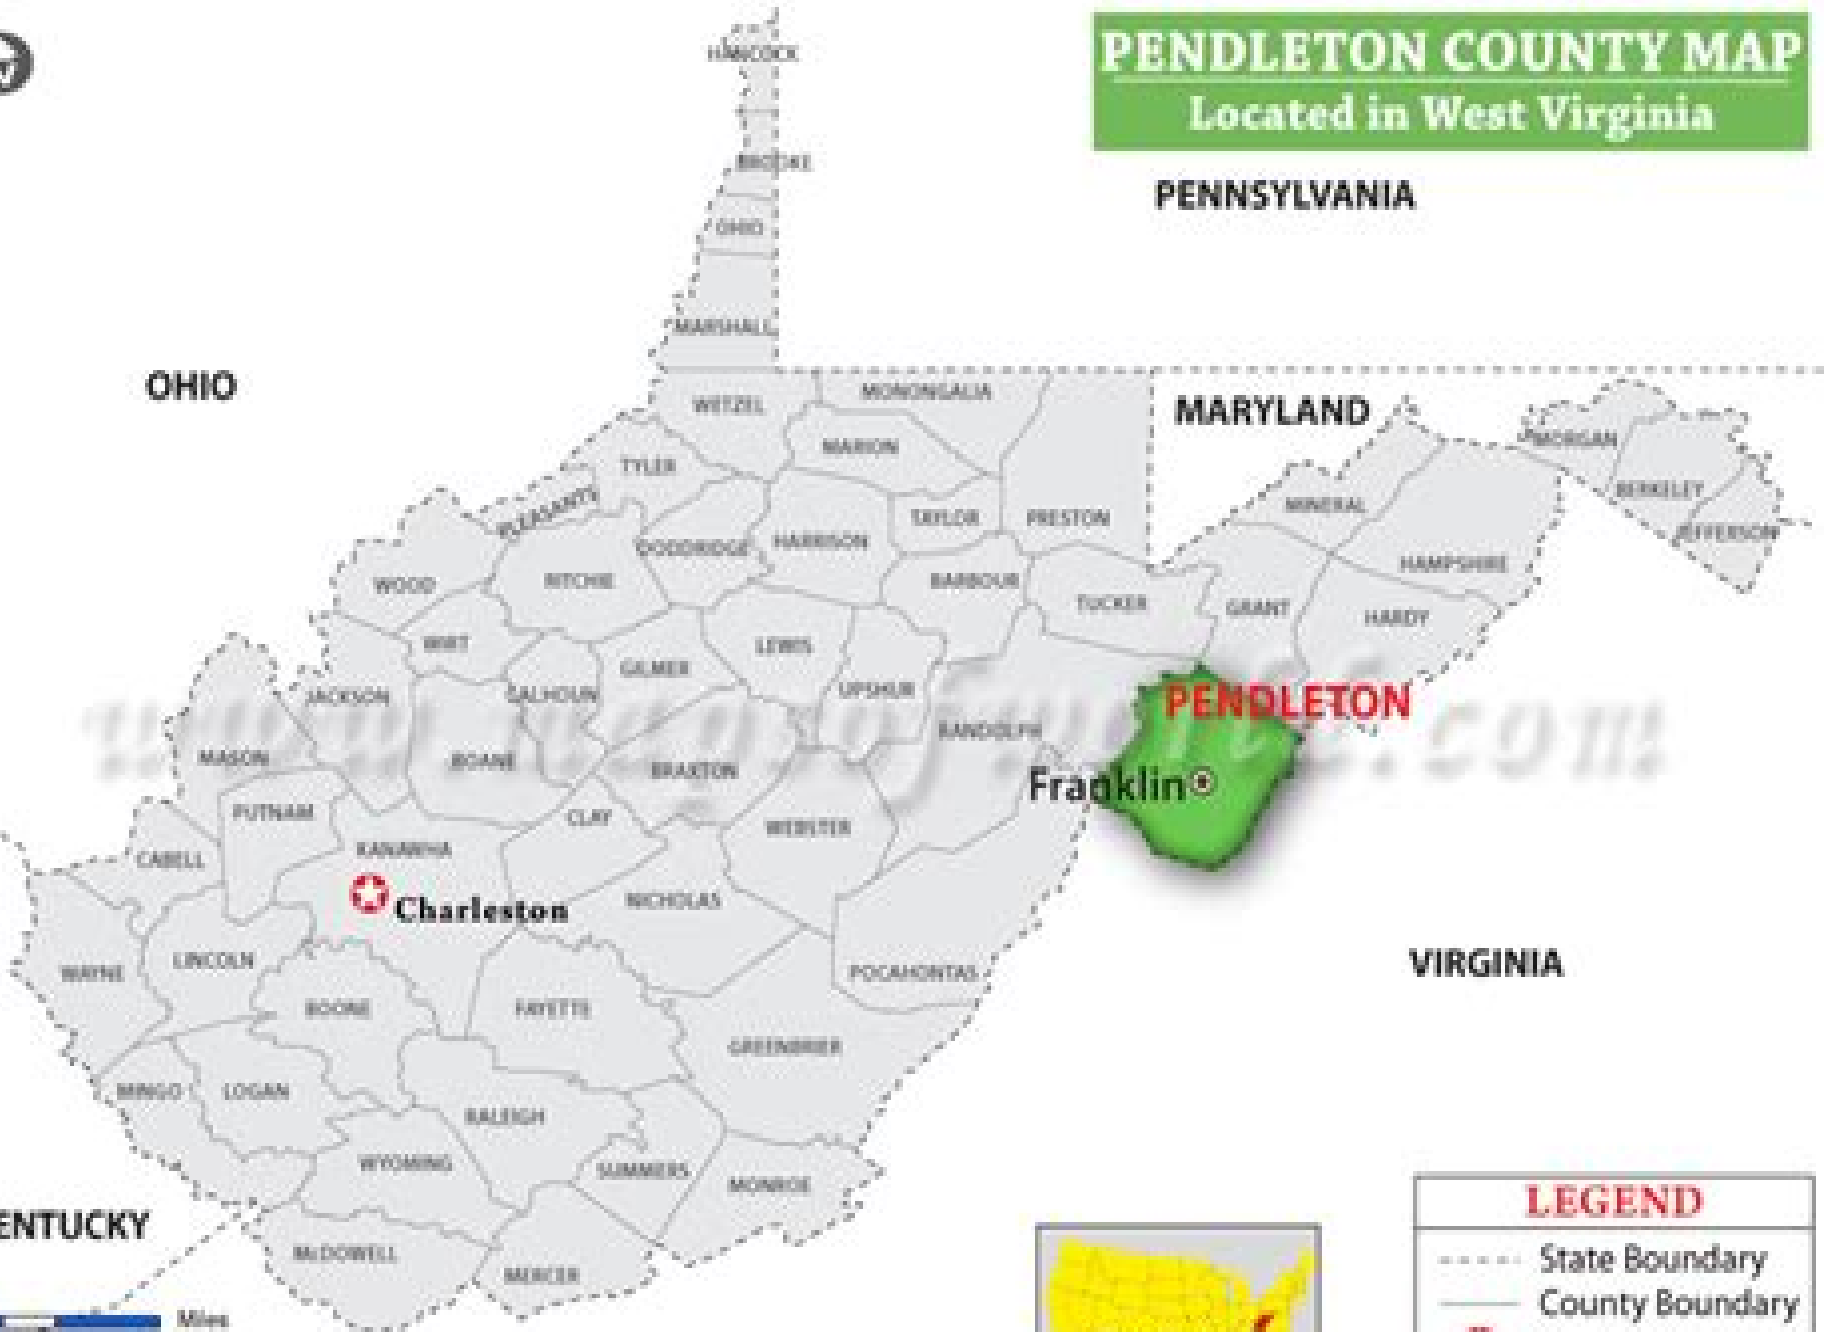 HANCOCK
PENDLETON COUNTY MAP
Located in West Virginia
BROOKE
PENNSYLVANIA
OHIO
MARSHALL
OHIO
WETZEL
MONONGALIA
MARYLAND
MARION
MORGAN
TYLER
PLEASANTS
MINERAL
BERKELEY
TAYLOR
PRESTON
JEFFERSON
DODDRIDGE
HARRISON
HAMPSHIRE
WOOD
RITCHIE
BARBOUR
TUCKER
GRANT
HARDY
WIRT
LEWIS
GILMER
JACKSON
CALHOUN
UPSHUR
PENDLETON
RANDOLPH
MASON
ROANE
BRAXTON
Franklin
PUTNAM
CLAY
WEBSTER
CABELL
KANAWHA
Charleston
NICHOLAS
WAYNE
LINCOLN
POCAHONTAS
VIRGINIA
BOONE
FAYETTE
GREENBRIER
MINGO
LOGAN
RALEIGH
WYOMING
SUMMERS
MONROE
LEGEND
ENTUCKY
McDOWELL
MERCER
State Boundary
County Boundary
Miles